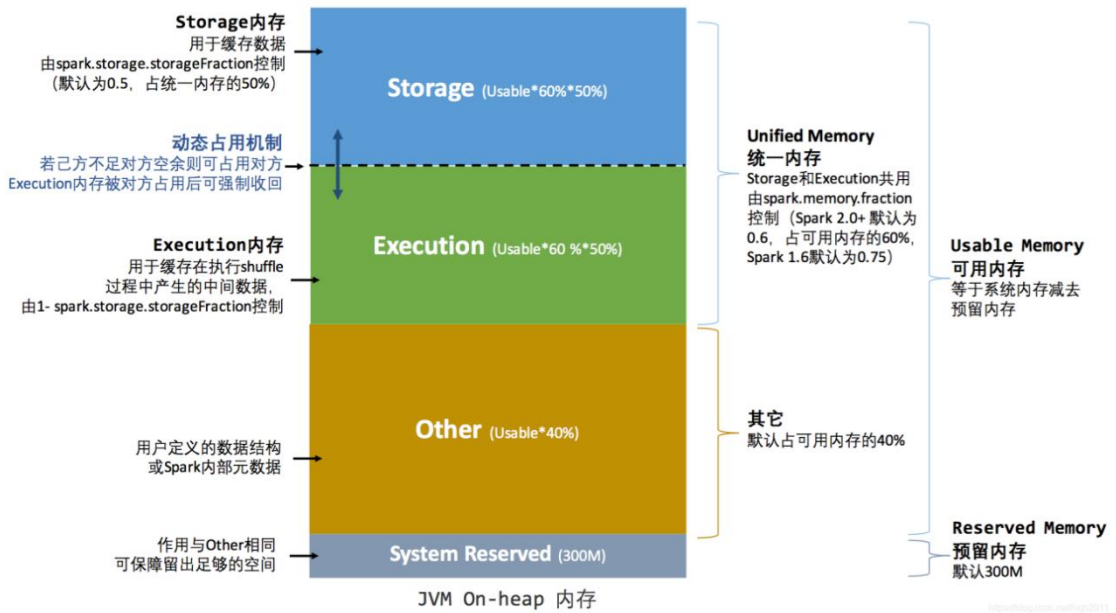 Storage内存
用于缓存数据
由spark.storage.storageFraction控制
（默认为0.5，占统一内存的50%）
动态占用机制
若己方不足对方空余则可占用对方
Execution内存被对方占用后可强制收回
Execution内存
用于缓存在执行shuffle
过程中产生的中间数据，
由1- spark.storage.storageFraction控制
用户定义的数据结构
或Spark内部元数据
作用与Other相同
可保障留出足够的空间
Storage (Usable*60%*50%)
Execution (Usable*60 %*50%)
Other (Usable*40%)
System Reserved (300M)
JVM On-heap 内存
Unified Memory
统一内存
Storage和Execution共用
由spark.memory.fraction
控制（Spark 2.0+ 默认为
0.6，占可用内存的60%，
Spark 1.6默认为0.75）
其它
默认占可用内存的40%
Usable Memory
可用内存
等于系统内存减去
预留内存
Reserved Memory
预留内存
默认300M